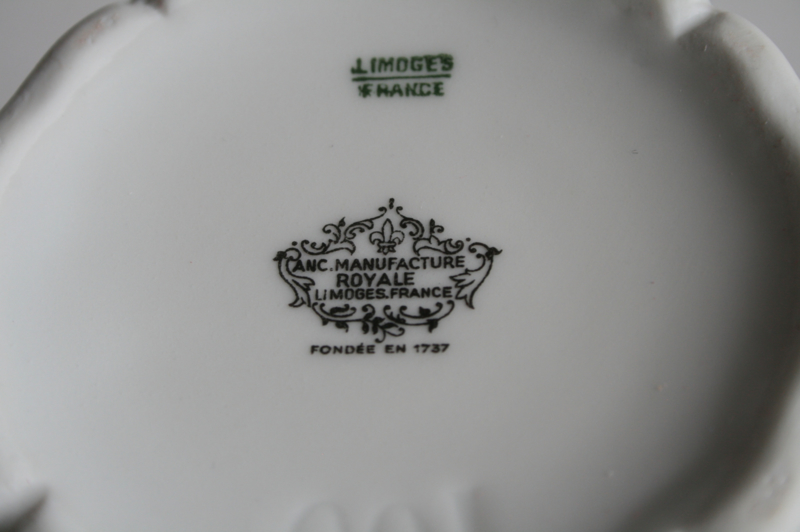 LIMOGES
FRANCE
ANC. MANUFACTURE
ROYALE
LIMOGES. FRANCE
FONDÉE EN 1737